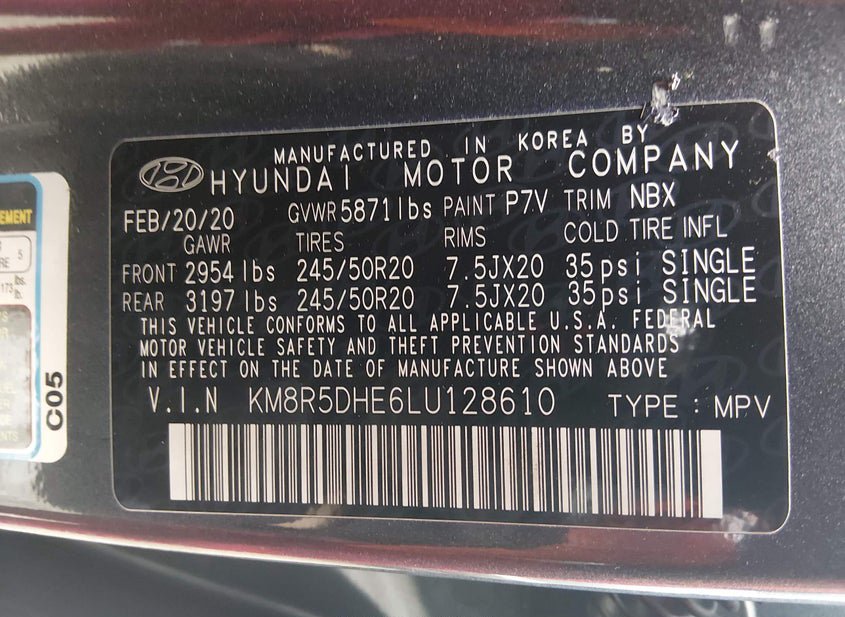 MANUFACTURED IN KOREA BY
HYUNDAI MOTOR COMPANY
FEB/20/20 GVWR 5871lbs PAINT P7V TRIM NBX
GAWR TIRES RIMS COLD TIRE INFL
FRONT 2954 lbs 245/50R20 7.5JX20 35psi SINGLE
REAR 3197 lbs 245/50R20 7.5JX20 35psi SINGLE
THIS VEHICLE CONFORMS TO ALL APPLICABLE U.S.A. FEDERAL
MOTOR VEHICLE SAFETY AND THEFT PREVENTION STANDARDS
IN EFFECT ON THE DATE OF MANUFACTURE SHOWN ABOVE
V.I.N KM8R5DHE6LU128610 TYPE : MPV
5
C05